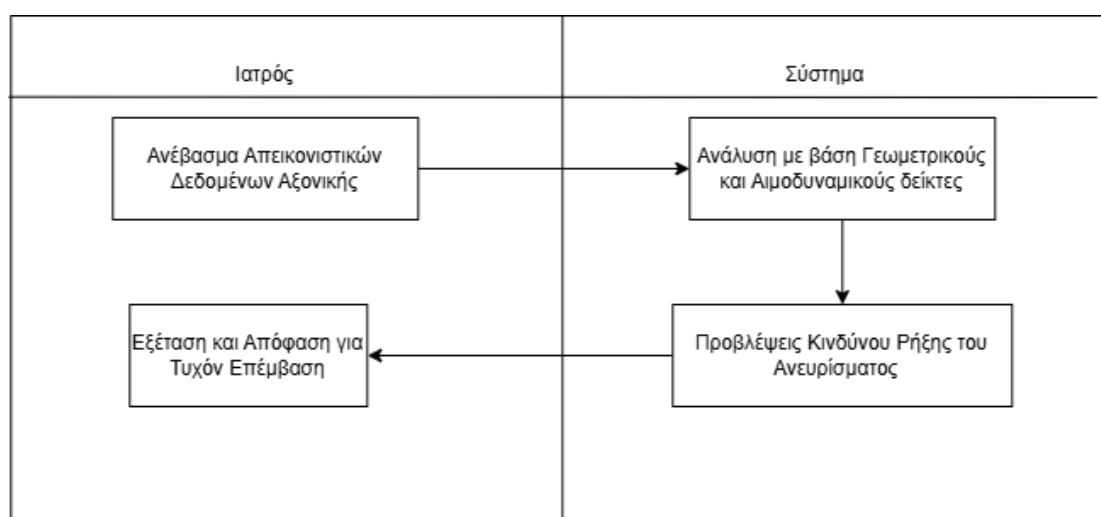 Ιατρός
Σύστημα
Ανέβασμα Απεικονιστικών
Δεδομένων Αξονικής
Ανάλυση με βάση Γεωμετρικούς
και Αιμοδυναμικούς δείκτες
Εξέταση και Απόφαση για
Τυχόν Επέμβαση
Προβλέψεις Κινδύνου Ρήξης του
Ανευρίσματος